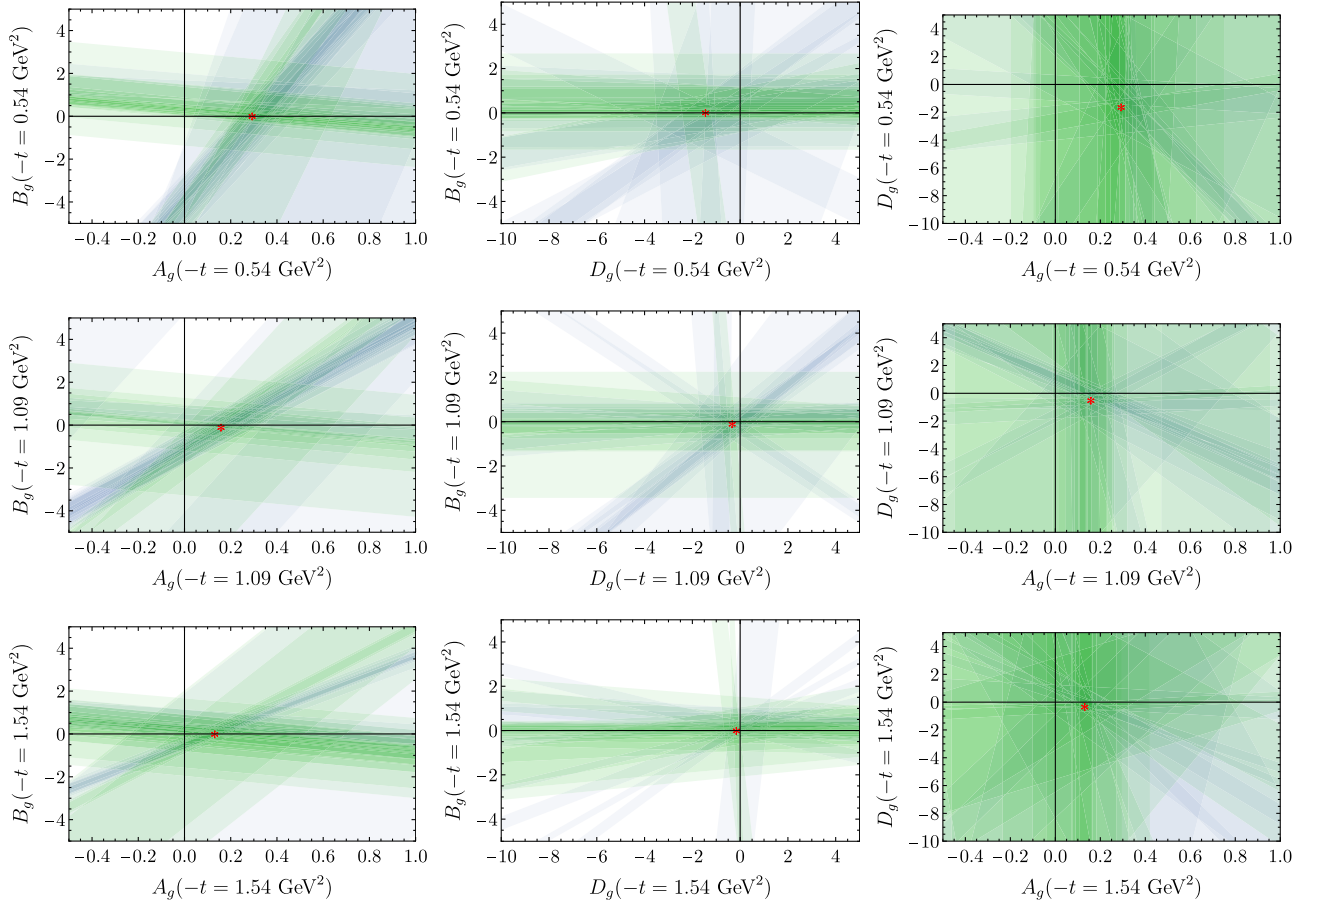 B_g(−t = 0.54 GeV²)
4
2
0
−2
−4
−0.4 −0.2 0.0 0.2 0.4 0.6 0.8 1.0
A_g(−t = 0.54 GeV²)
B_g(−t = 0.54 GeV²)
4
2
0
−2
−4
−10 −8 −6 −4 −2 0 2 4
D_g(−t = 0.54 GeV²)
D_g(−t = 0.54 GeV²)
4
2
0
−2
−4
−6
−8
−10
−0.4 −0.2 0.0 0.2 0.4 0.6 0.8 1.0
A_g(−t = 0.54 GeV²)
B_g(−t = 1.09 GeV²)
4
2
0
−2
−4
−0.4 −0.2 0.0 0.2 0.4 0.6 0.8 1.0
A_g(−t = 1.09 GeV²)
B_g(−t = 1.09 GeV²)
4
2
0
−2
−4
−10 −8 −6 −4 −2 0 2 4
D_g(−t = 1.09 GeV²)
D_g(−t = 1.09 GeV²)
4
2
0
−2
−4
−6
−8
−10
−0.4 −0.2 0.0 0.2 0.4 0.6 0.8 1.0
A_g(−t = 1.09 GeV²)
B_g(−t = 1.54 GeV²)
4
2
0
−2
−4
−0.4 −0.2 0.0 0.2 0.4 0.6 0.8 1.0
A_g(−t = 1.54 GeV²)
B_g(−t = 1.54 GeV²)
4
2
0
−2
−4
−10 −8 −6 −4 −2 0 2 4
D_g(−t = 1.54 GeV²)
D_g(−t = 1.54 GeV²)
4
2
0
−2
−4
−6
−8
−10
−0.4 −0.2 0.0 0.2 0.4 0.6 0.8 1.0
A_g(−t = 1.54 GeV²)